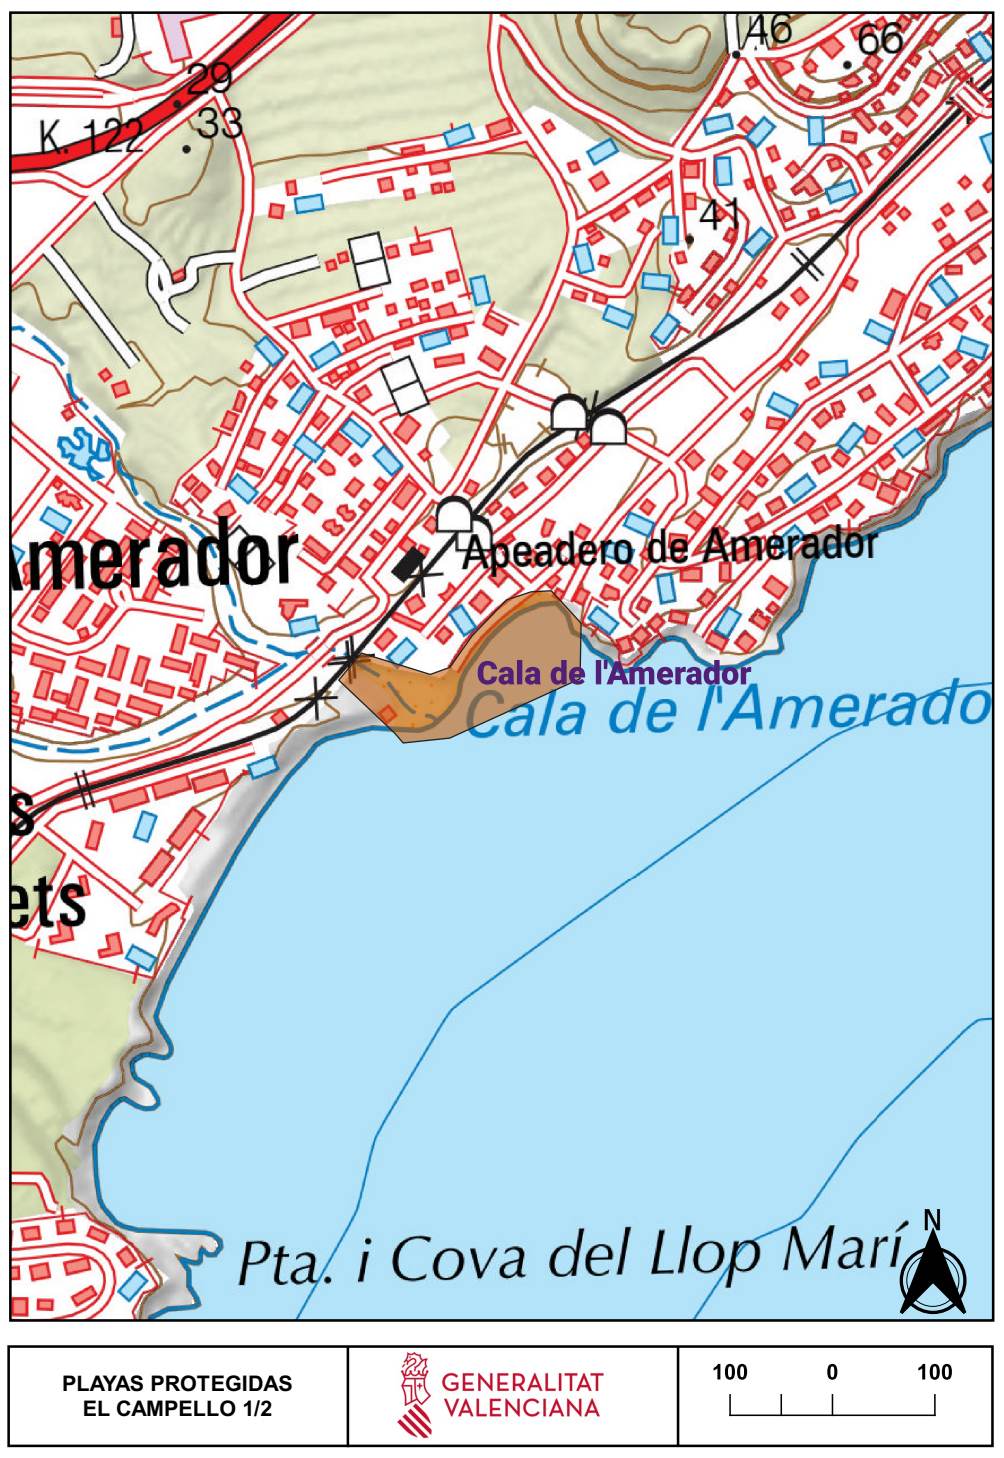 46
66
29
33
K. 122
41
Amerador
Apeadero de Amerador
Cala de l'Amerador
Cala de l'Amerado
s
ets
Pta. i Cova del Llop Marí
N
PLAYAS PROTEGIDAS
EL CAMPELLO 1/2
GENERALITAT
VALENCIANA
100 0 100